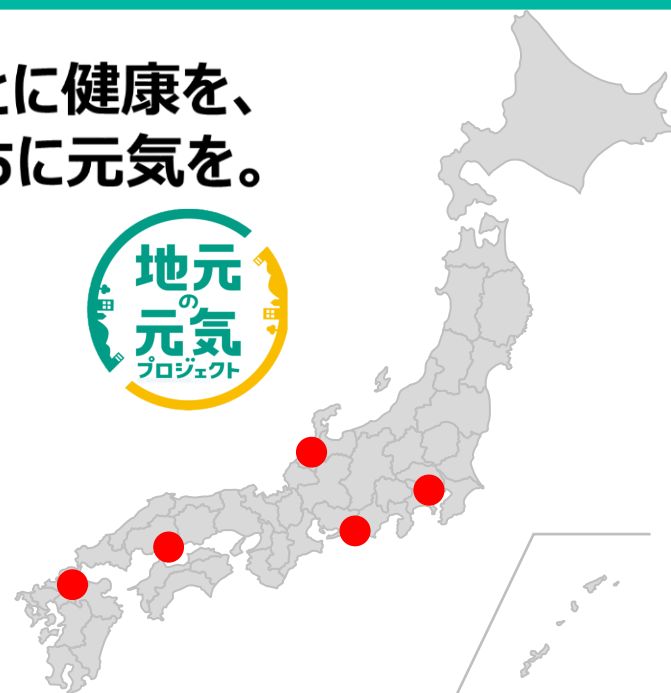 に健康を、
ちに元気を。
地元
の
元気
プロジェクト